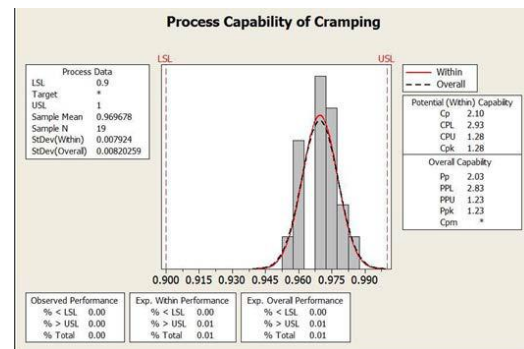 Process Capability of Cramping
LSL USL
Process Data
LSL 0.9
Target *
USL 1
Sample Mean 0.969678
Sample N 19
StDev(Within) 0.007924
StDev(Overall) 0.00820259
Within
Overall
Potential (Within) Capability
Cp 2.10
CPL 2.93
CPU 1.28
Cpk 1.28
Overall Capability
Pp 2.03
PPL 2.83
PPU 1.23
Ppk 1.23
Cpm *
0.900 0.915 0.930 0.945 0.960 0.975 0.990
Observed Performance
% < LSL 0.00
% > USL 0.00
% Total 0.00
Exp. Within Performance
% < LSL 0.00
% > USL 0.01
% Total 0.01
Exp. Overall Performance
% < LSL 0.00
% > USL 0.01
% Total 0.01